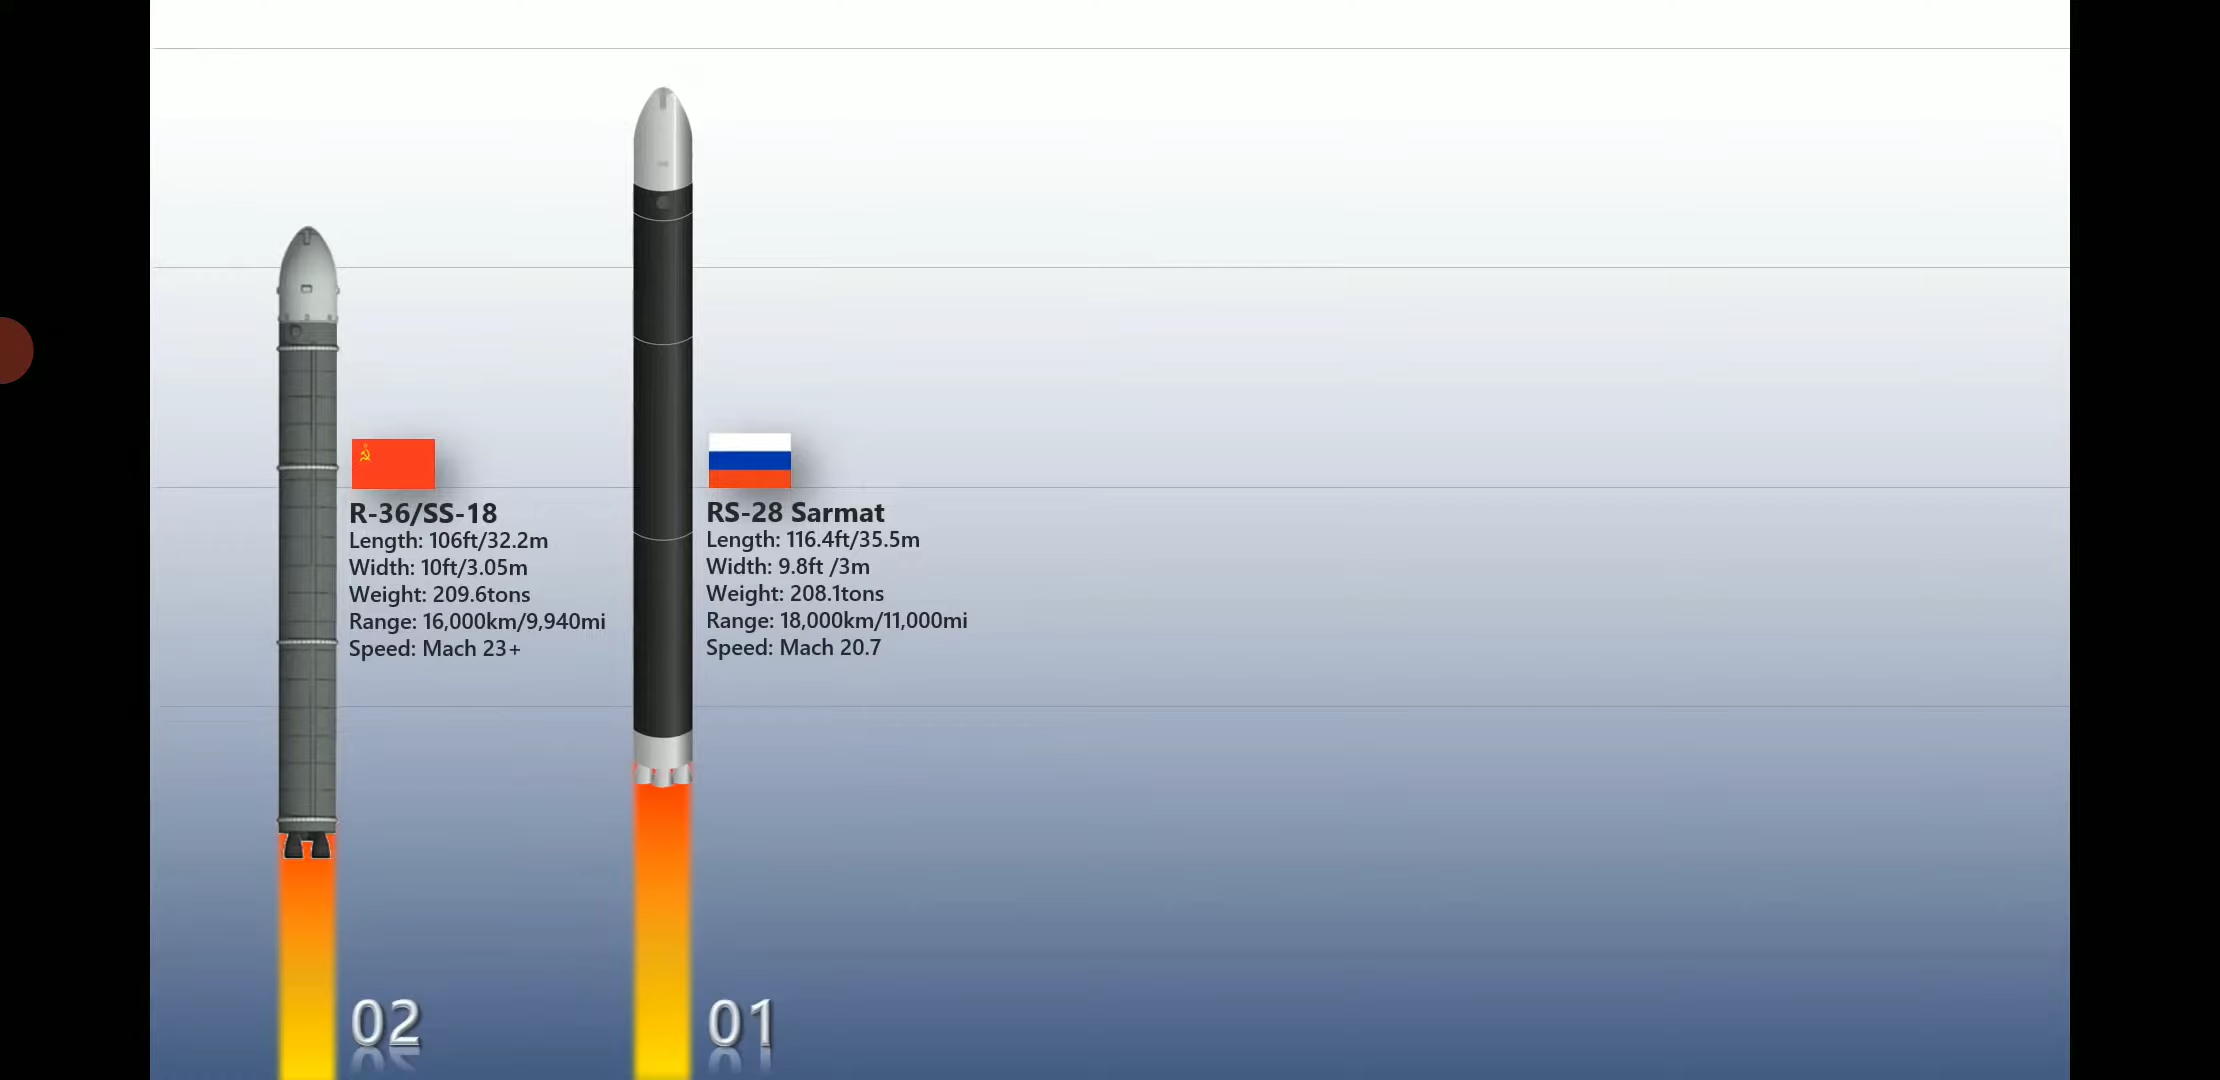 R-36/SS-18
Length: 106ft/32.2m
Width: 10ft/3.05m
Weight: 209.6tons
Range: 16,000km/9,940mi
Speed: Mach 23+
02
RS-28 Sarmat
Length: 116.4ft/35.5m
Width: 9.8ft /3m
Weight: 208.1tons
Range: 18,000km/11,000mi
Speed: Mach 20.7
01